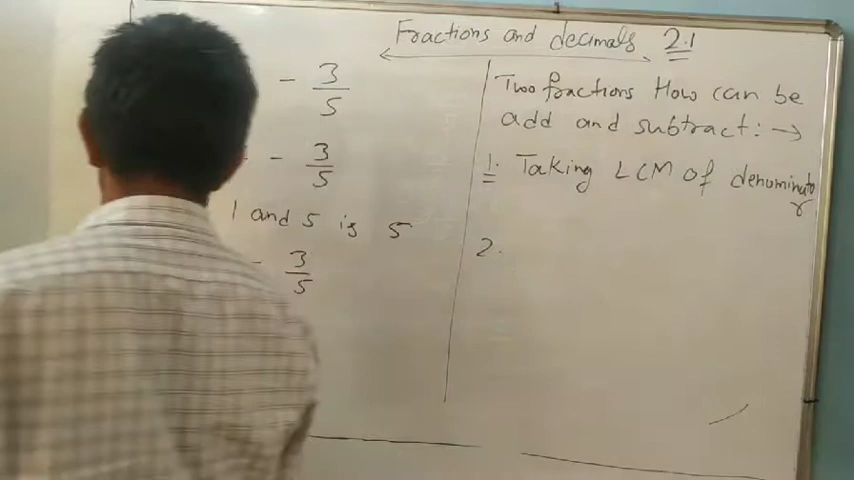 Fractions and decimals 2.1
- 3/5
- 3/5
1 and 5 is 5
- 3/5
Two fractions How can be
add and subtract : →
1. Taking LCM of denominato
r
2.